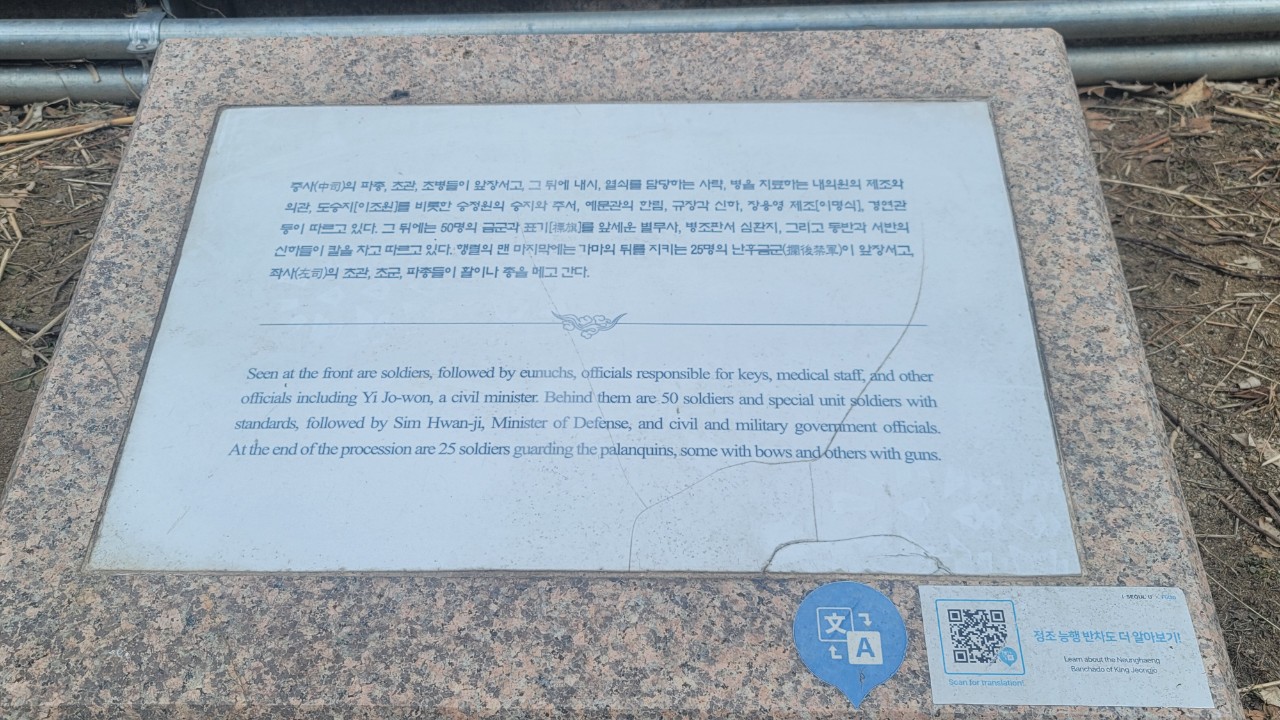 중사(中司)의 파총, 초관, 초병들이 앞장서고, 그 뒤에 내시, 열쇠를 담당하는 사락, 병을 치료하는 내의원의 제조와
의관, 도승지[이조원]를 비롯한 승정원의 승지와 주서, 예문관의 한림, 규장각 신하, 장용영 제조[이명식], 경연관
등이 따르고 있다. 그 뒤에는 50명의 금군과 표기[標旗]를 앞세운 별무사, 병조판서 심환지, 그리고 동반과 서반의
신하들이 칼을 차고 따르고 있다. 행렬의 맨 마지막에는 가마의 뒤를 지키는 25명의 난후금군(攔後禁軍)이 앞장서고,
좌사(左司)의 초관, 초군, 파총들이 활이나 총을 메고 간다.
Seen at the front are soldiers, followed by eunuchs, officials responsible for keys, medical staff, and other
officials including Yi Jo-won, a civil minister. Behind them are 50 soldiers and special unit soldiers with
standards, followed by Sim Hwan-ji, Minister of Defense, and civil and military government officials.
At the end of the procession are 25 soldiers guarding the palanquins, some with bows and others with guns.
文
A
I·SEOUL·U
정조 능행 반차도 더 알아보기!
Learn about the Neunghaeng
Banchado of King Jeongjo
Scan for translation!